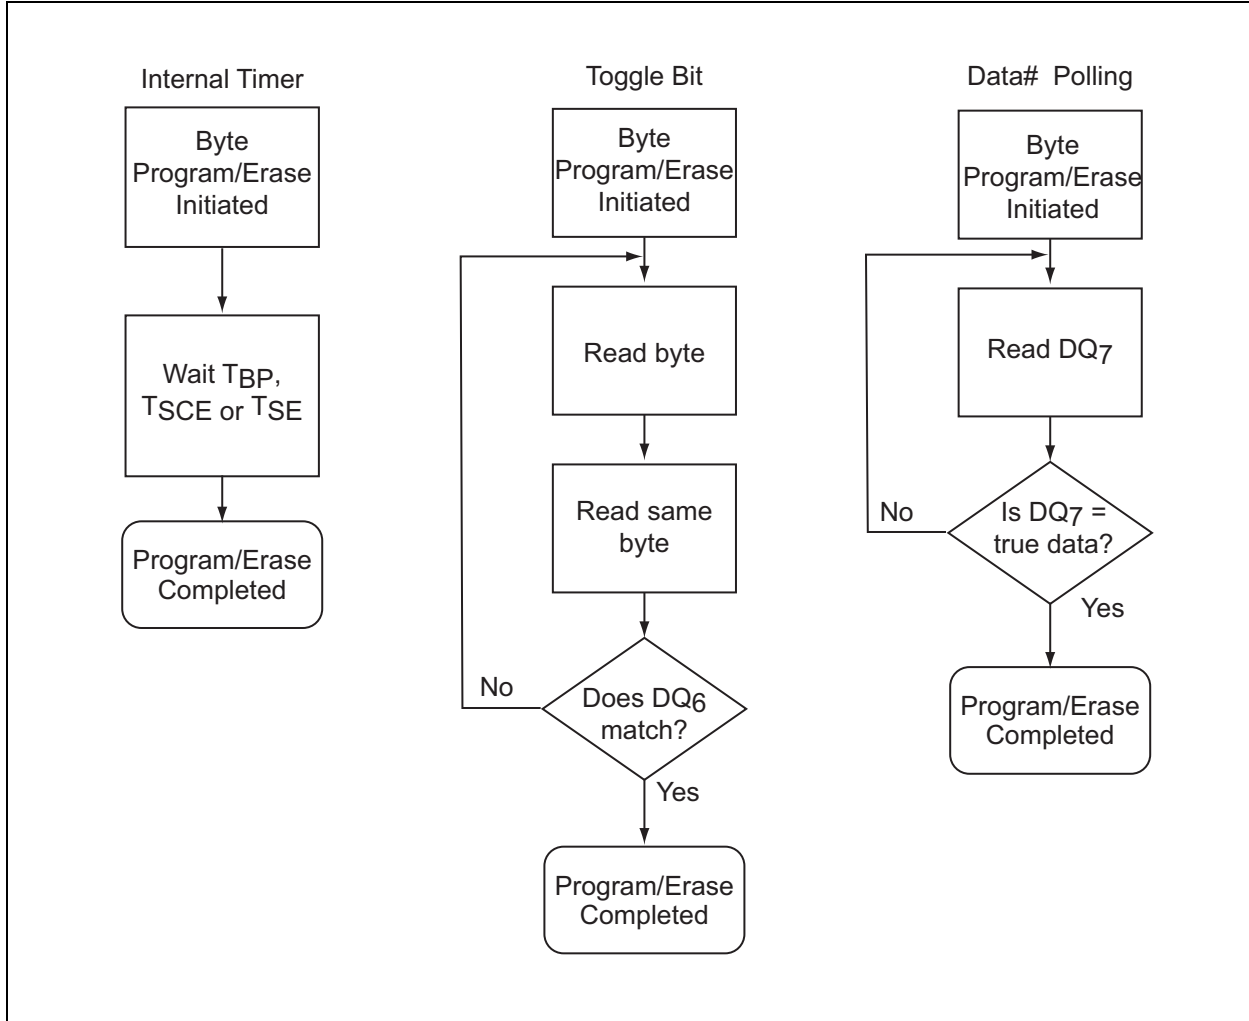 Internal Timer
Byte
Program/Erase
Initiated
Wait TBP,
TSCE or TSE
Program/Erase
Completed
Toggle Bit
Byte
Program/Erase
Initiated
Read byte
Read same
byte
Does DQ6
match?
No
Yes
Program/Erase
Completed
Data# Polling
Byte
Program/Erase
Initiated
Read DQ7
Is DQ7 =
true data?
No
Yes
Program/Erase
Completed